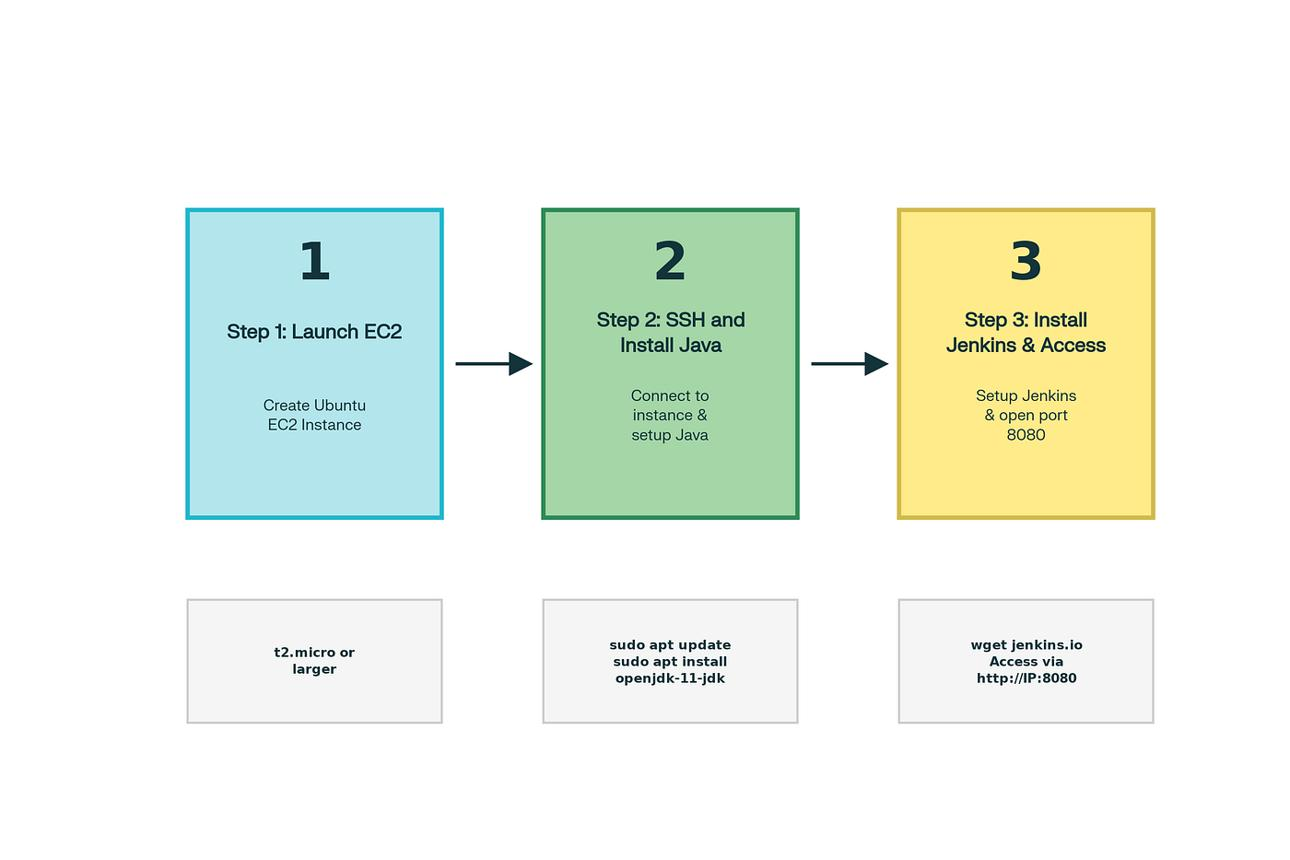 1
Step 1: Launch EC2
Create Ubuntu
EC2 Instance
2
Step 2: SSH and
Install Java
Connect to
instance &
setup Java
3
Step 3: Install
Jenkins & Access
Setup Jenkins
& open port
8080
t2.micro or
larger
sudo apt update
sudo apt install
openjdk-11-jdk
wget jenkins.io
Access via
http://IP:8080